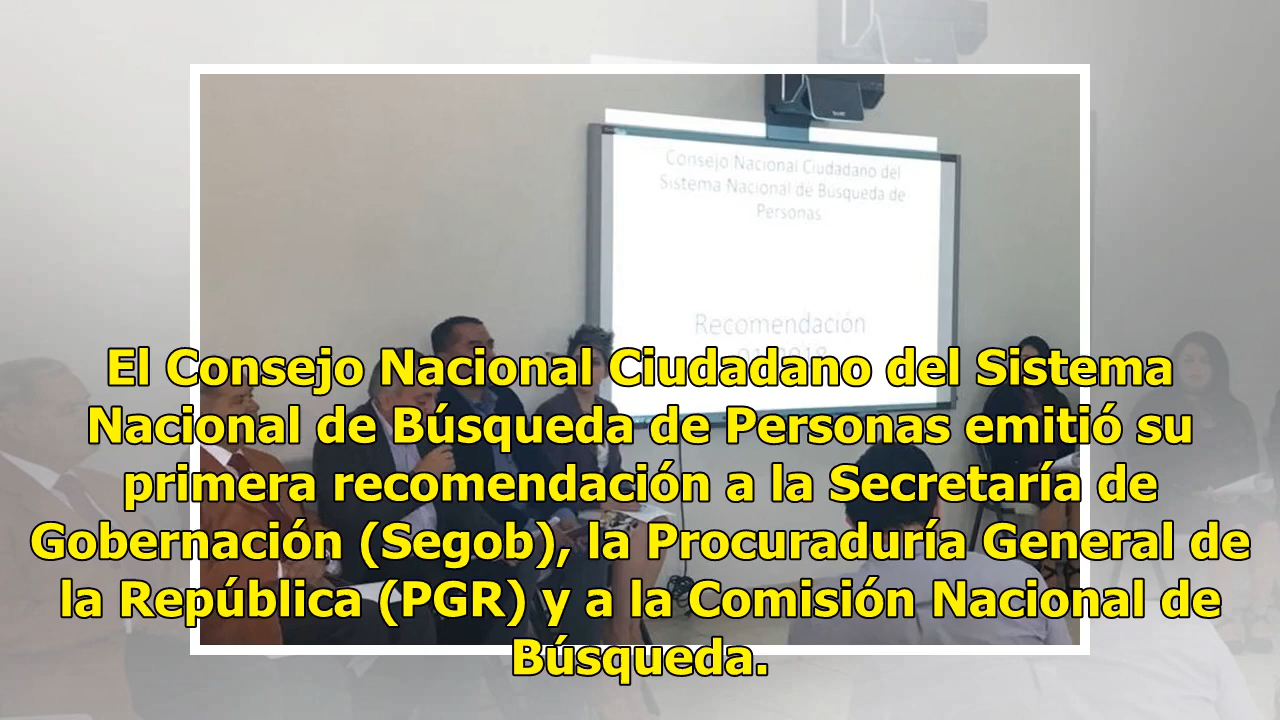 Consejo Nacional Ciudadano del
Sistema Nacional de Búsqueda de
Personas
Recomendación
El Consejo Nacional Ciudadano del Sistema
Nacional de Búsqueda de Personas emitió su
primera recomendación a la Secretaría de
Gobernación (Segob), la Procuraduría General de
la República (PGR) y a la Comisión Nacional de
Búsqueda.